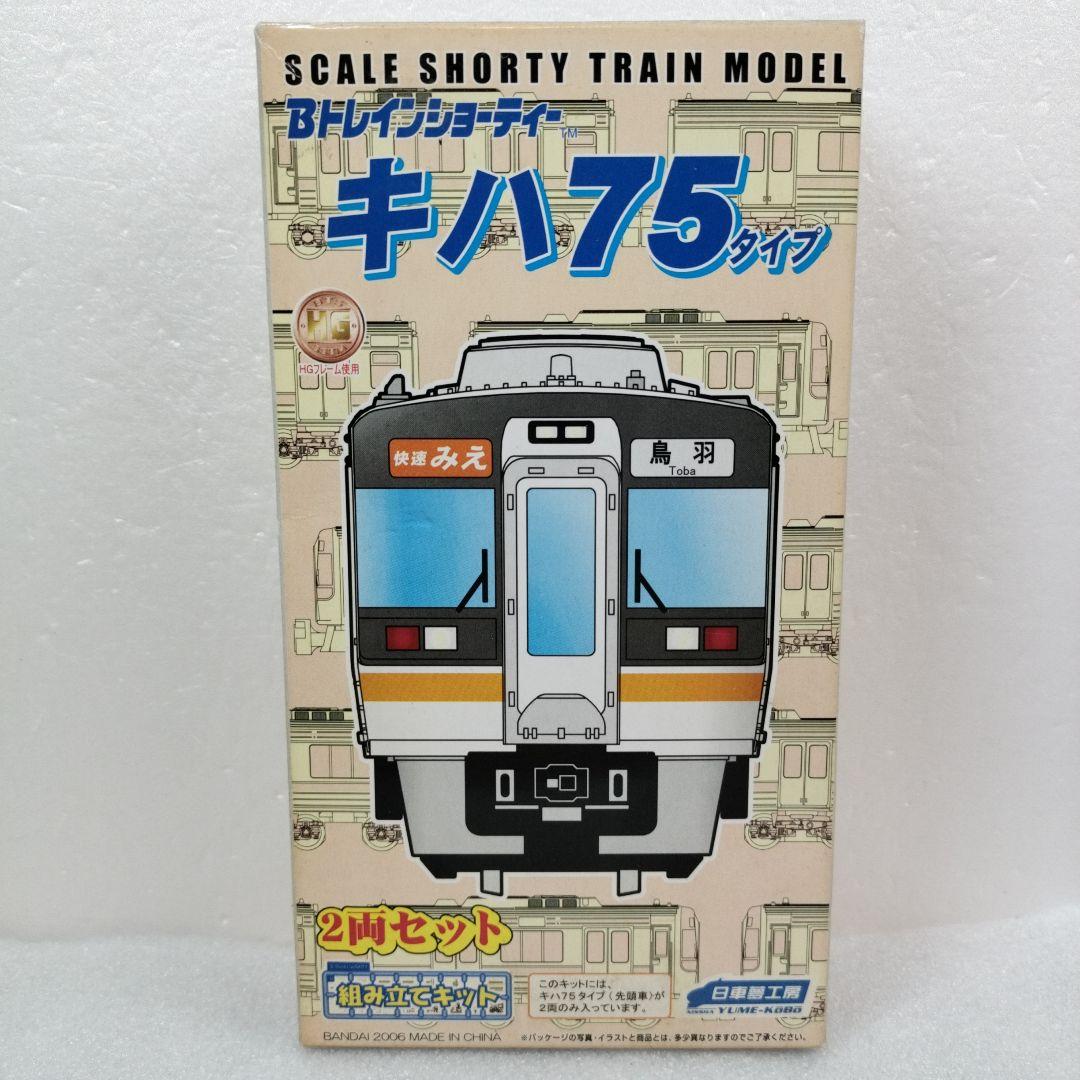 SCALE SHORTY TRAIN MODEL
Bトレインショーティー™
キハ75タイプ
HG
HGフレーム使用
快速みえ
鳥羽
Toba
2両セット
組み立てキット
このキットには、
キハ75タイプ(先頭車)が
2両のみ入っています。
日車夢工房
NISSHA YUME-KOBO
BANDAI 2006 MADE IN CHINA
※パッケージの写真・イラストと商品とは、多少異なりますのでご了承ください。